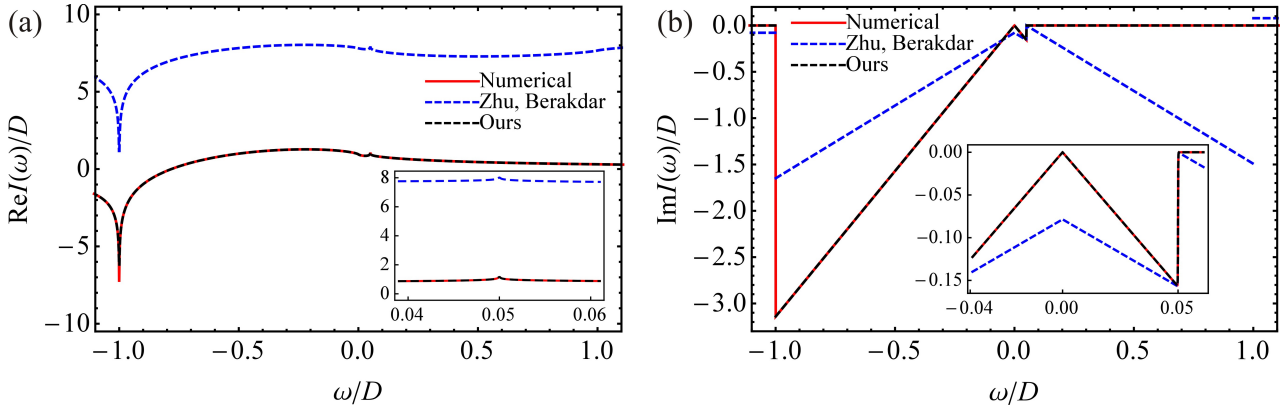 (a)
10
5
0
−5
−10
ReI(ω)/D
Numerical
Zhu, Berakdar
Ours
8
6
4
2
0
0.04 0.05 0.06
−1.0 −0.5 0.0 0.5 1.0
ω/D
(b)
0.0
−0.5
−1.0
−1.5
−2.0
−2.5
−3.0
ImI(ω)/D
Numerical
Zhu, Berakdar
Ours
0.00
−0.05
−0.10
−0.15
−0.04 0.00 0.05
−1.0 −0.5 0.0 0.5 1.0
ω/D